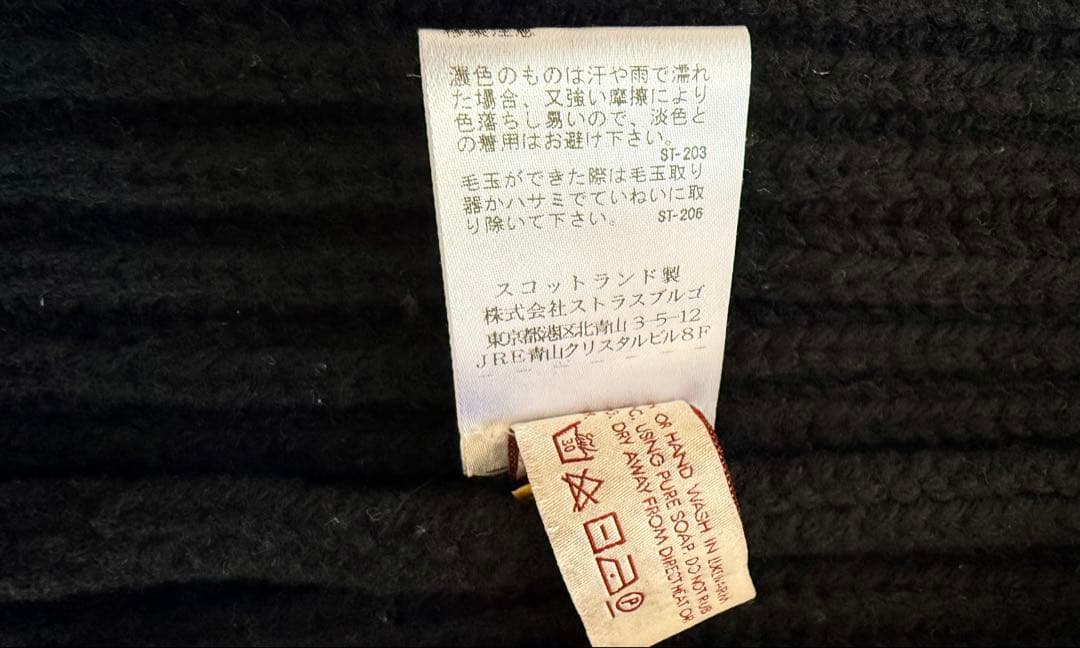 濃色のものは汗や雨で濡れ
た場合、又強い摩擦により
色落ちし易いので、淡色と
の着用はお避け下さい。
ST-203
毛玉ができた際は毛玉取り
器かハサミでていねいに取
り除いて下さい。 ST-206
スコットランド製
株式会社ストラスブルゴ
東京都港区北青山3-5-12
JRE青山クリスタルビル8F
OR HAND WASH IN LUKEWARM
USING PURE SOAP. DO NOT RUB
DRY AWAY FROM DIRECT HEAT OR
30
P